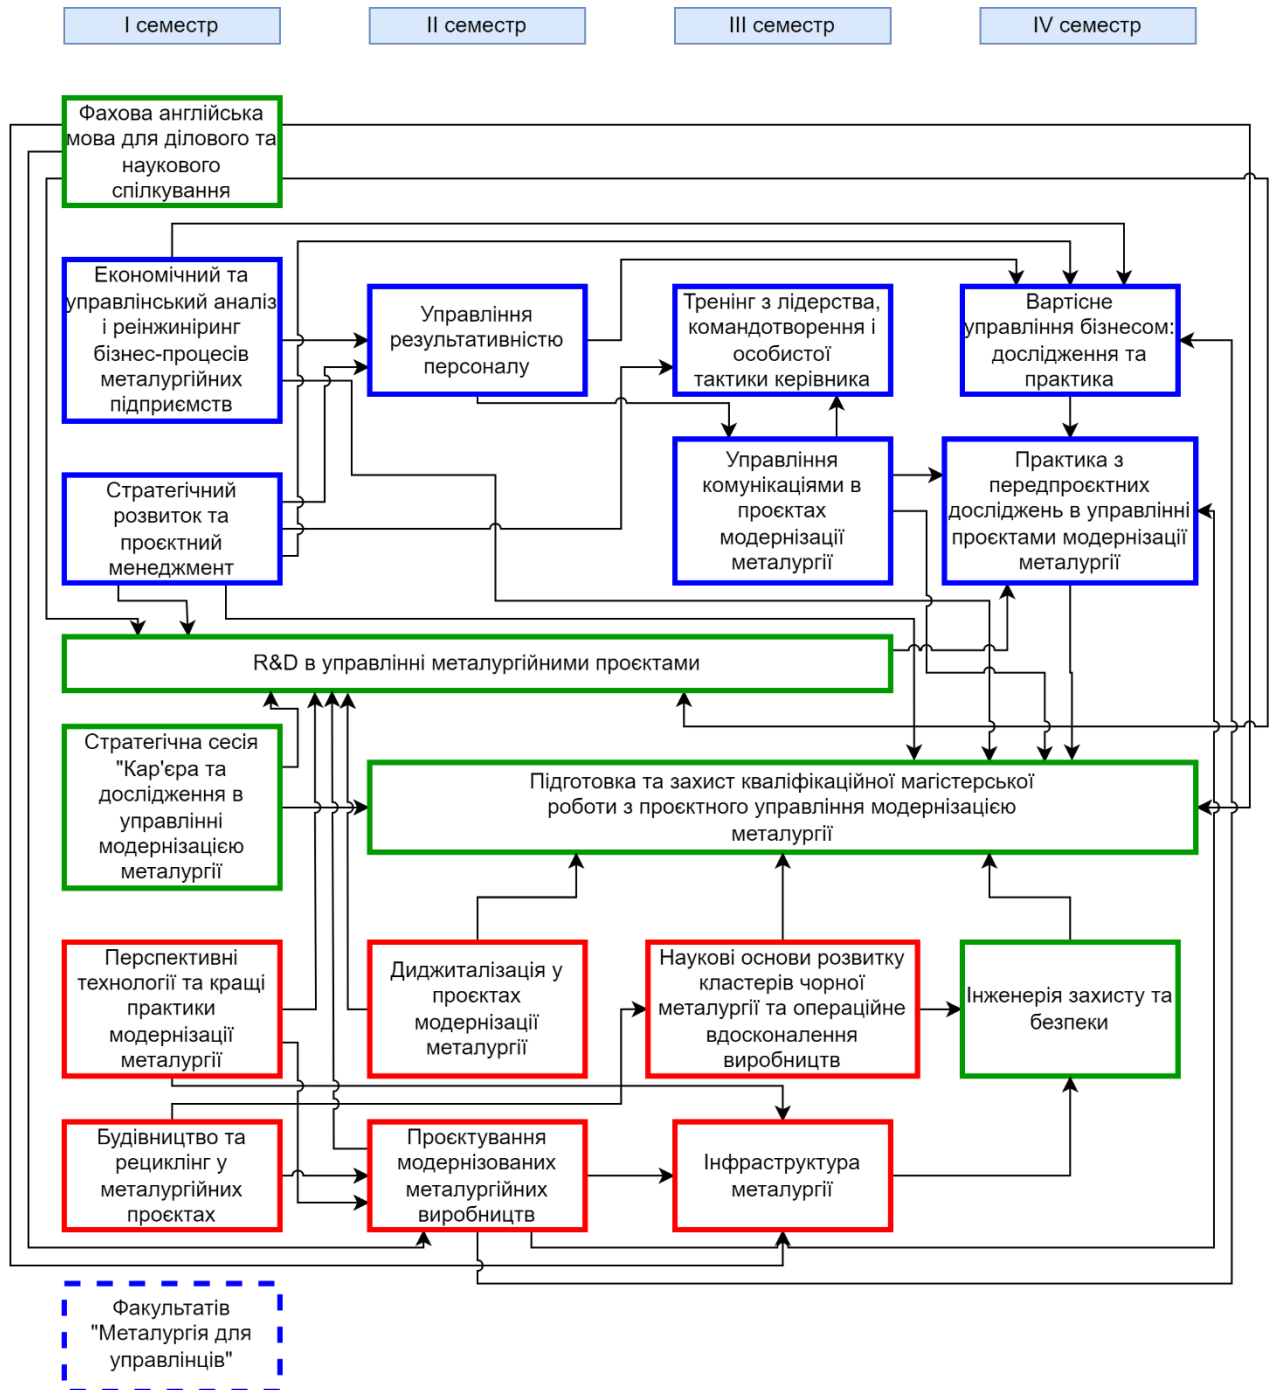 I семестр
II семестр
III семестр
IV семестр
Фахова англійська
мова для ділового та
наукового
спілкування
Економічний та
управлінський аналіз
і реінжиніринг
бізнес-процесів
металургійних
підприємств
Управління
результативністю
персоналу
Тренінг з лідерства,
командотворення і
особистої
тактики керівника
Вартісне
управління бізнесом:
дослідження та
практика
Стратегічний
розвиток та
проєктний
менеджмент
Управління
комунікаціями в
проєктах
модернізації
металургії
Практика з
передпроєктних
досліджень в управлінні
проєктами модернізації
металургії
R&D в управлінні металургійними проєктами
Стратегічна сесія
"Кар'єра та
дослідження в
управлінні
модернізацією
металургії
Підготовка та захист кваліфікаційної магістерської
роботи з проєктного управління модернізацією
металургії
Перспективні
технології та кращі
практики
модернізації
металургії
Диджиталізація у
проєктах
модернізації
металургії
Наукові основи розвитку
кластерів чорної
металургії та операційне
вдосконалення
виробництв
Інженерія захисту та
безпеки
Будівництво та
рециклінг у
металургійних
проєктах
Проєктування
модернізованих
металургійних
виробництв
Інфраструктура
металургії
Факультатів
"Металургія для
управлінців"